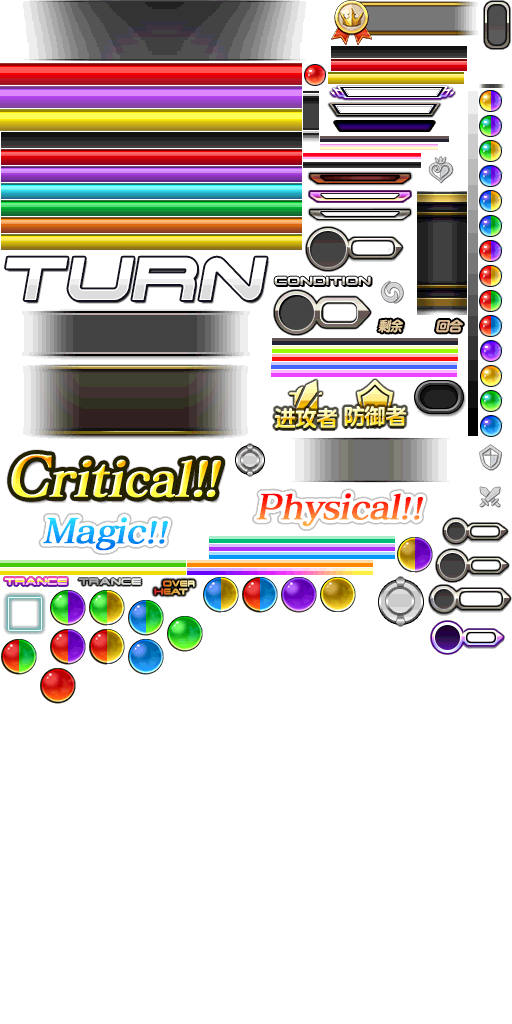 TURN
CONDITION
剩余
回合
进攻者
防御者
Critical!!
Physical!!
Magic!!
TRANCE
TRANCE
OVER
HEAT